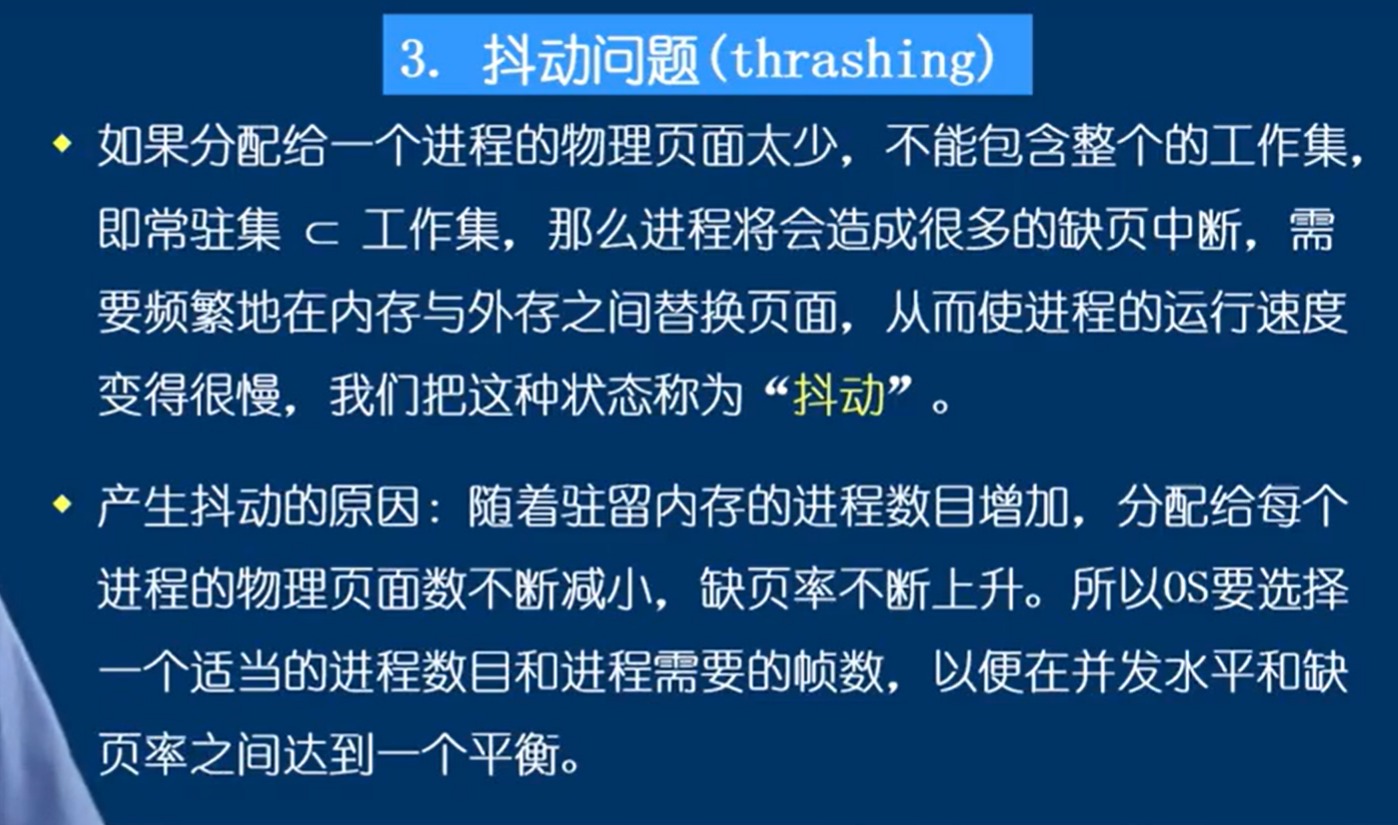 3. 抖动问题(thrashing)
如果分配给一个进程的物理页面太少，不能包含整个的工作集，
即常驻集 ⊂ 工作集，那么进程将会造成很多的缺页中断，需
要频繁地在内存与外存之间替换页面，从而使进程的运行速度
变得很慢，我们把这种状态称为“抖动”。
产生抖动的原因：随着驻留内存的进程数目增加，分配给每个
进程的物理页面数不断减小，缺页率不断上升。所以OS要选择
一个适当的进程数目和进程需要的帧数，以便在并发水平和缺
页率之间达到一个平衡。